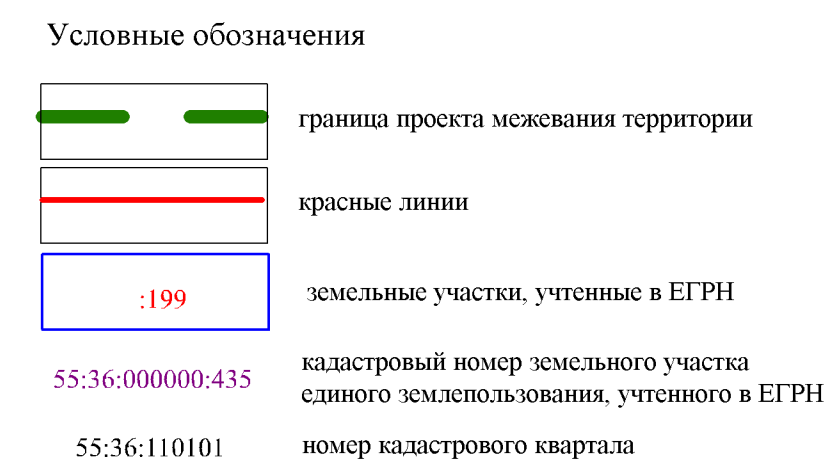 Условные обозначения
граница проекта межевания территории
красные линии
:199 земельные участки, учтенные в ЕГРН
кадастровый номер земельного участка
55:36:000000:435 единого землепользования, учтенного в ЕГРН
55:36:110101 номер кадастрового квартала